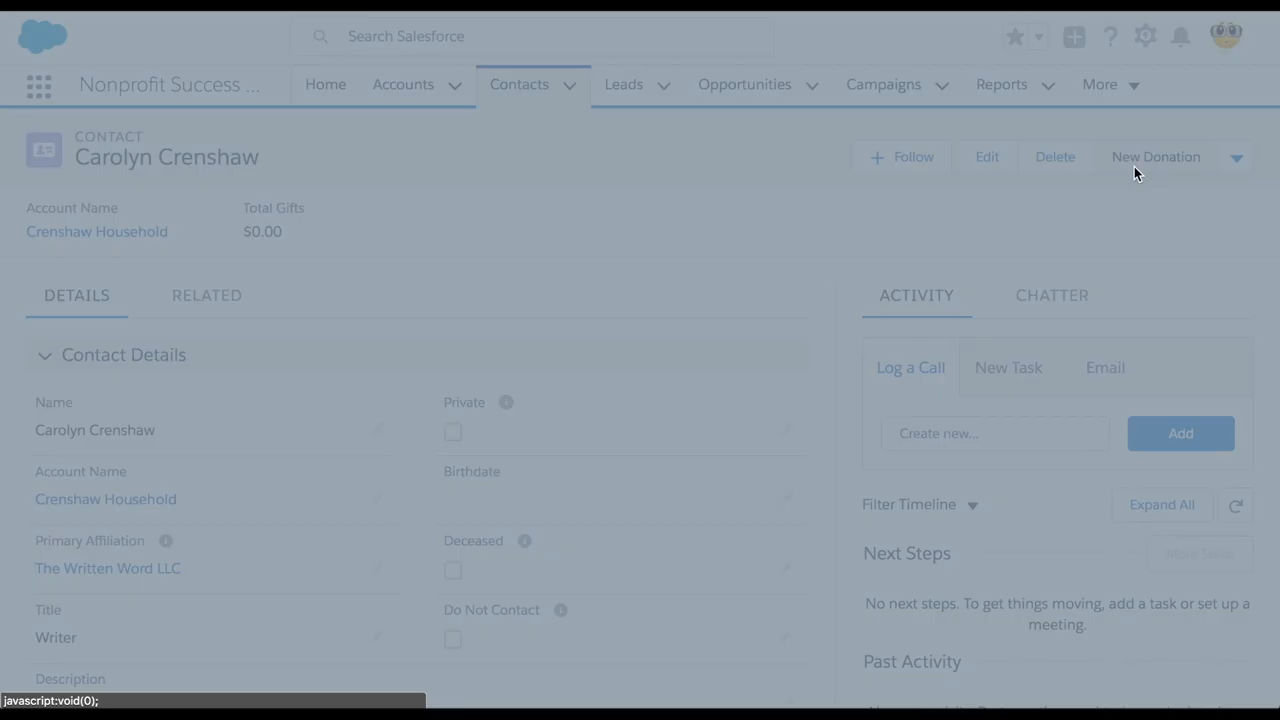 Search Salesforce
Nonprofit Success ...
Home
Accounts
Contacts
Leads
Opportunities
Campaigns
Reports
More
CONTACT
Carolyn Crenshaw
+ Follow
Edit
Delete
New Donation
Account Name
Total Gifts
Crenshaw Household
$0.00
DETAILS
RELATED
ACTIVITY
CHATTER
Contact Details
Log a Call
New Task
Email
Name
Private
Carolyn Crenshaw
Create new...
Add
Account Name
Birthdate
Crenshaw Household
Filter Timeline
Expand All
Primary Affiliation
Deceased
The Written Word LLC
Next Steps
More Steps
Title
Do Not Contact
No next steps. To get things moving, add a task or set up a
meeting.
Writer
Past Activity
Description
javascript:void(0);